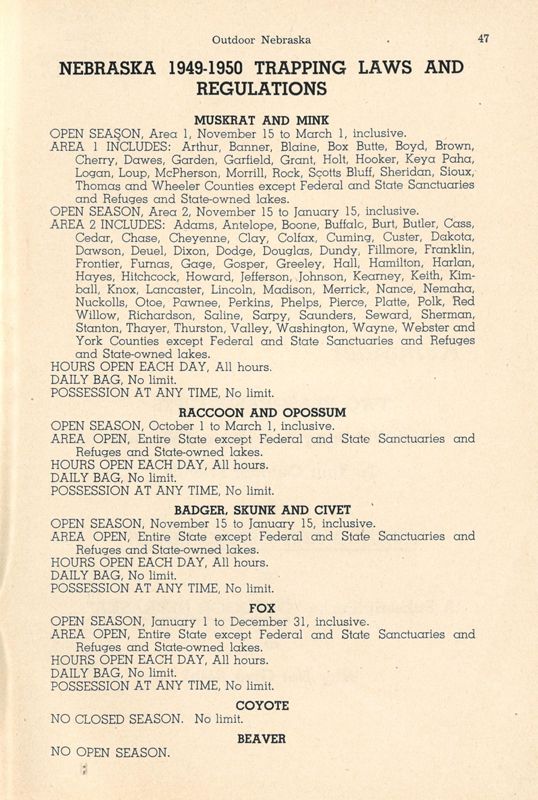 Outdoor Nebraska 47
NEBRASKA 1949-1950 TRAPPING LAWS AND
REGULATIONS
MUSKRAT AND MINK
OPEN SEASON, Area 1, November 15 to March 1, inclusive.
AREA 1 INCLUDES: Arthur, Banner, Blaine, Box Butte, Boyd, Brown,
Cherry, Dawes, Garden, Garfield, Grant, Holt, Hooker, Keya Paha,
Logan, Loup, McPherson, Morrill, Rock, Scotts Bluff, Sheridan, Sioux,
Thomas and Wheeler Counties except Federal and State Sanctuaries
and Refuges and State-owned lakes.
OPEN SEASON, Area 2, November 15 to January 15, inclusive.
AREA 2 INCLUDES: Adams, Antelope, Boone, Buffalo, Burt, Butler, Cass,
Cedar, Chase, Cheyenne, Clay, Colfax, Cuming, Custer, Dakota,
Dawson, Deuel, Dixon, Dodge, Douglas, Dundy, Fillmore, Franklin,
Frontier, Furnas, Gage, Gosper, Greeley, Hall, Hamilton, Harlan,
Hayes, Hitchcock, Howard, Jefferson, Johnson, Kearney, Keith, Kim-
ball, Knox, Lancaster, Lincoln, Madison, Merrick, Nance, Nemaha,
Nuckolls, Otoe, Pawnee, Perkins, Phelps, Pierce, Platte, Polk, Red
Willow, Richardson, Saline, Sarpy, Saunders, Seward, Sherman,
Stanton, Thayer, Thurston, Valley, Washington, Wayne, Webster and
York Counties except Federal and State Sanctuaries and Refuges
and State-owned lakes.
HOURS OPEN EACH DAY, All hours.
DAILY BAG, No limit.
POSSESSION AT ANY TIME, No limit.
RACCOON AND OPOSSUM
OPEN SEASON, October 1 to March 1, inclusive.
AREA OPEN, Entire State except Federal and State Sanctuaries and
Refuges and State-owned lakes.
HOURS OPEN EACH DAY, All hours.
DAILY BAG, No limit.
POSSESSION AT ANY TIME, No limit.
BADGER, SKUNK AND CIVET
OPEN SEASON, November 15 to January 15, inclusive.
AREA OPEN, Entire State except Federal and State Sanctuaries and
Refuges and State-owned lakes.
HOURS OPEN EACH DAY, All hours.
DAILY BAG, No limit.
POSSESSION AT ANY TIME, No limit.
FOX
OPEN SEASON, January 1 to December 31, inclusive.
AREA OPEN, Entire State except Federal and State Sanctuaries and
Refuges and State-owned lakes.
HOURS OPEN EACH DAY, All hours.
DAILY BAG, No limit.
POSSESSION AT ANY TIME, No limit.
COYOTE
NO CLOSED SEASON. No limit.
BEAVER
NO OPEN SEASON.